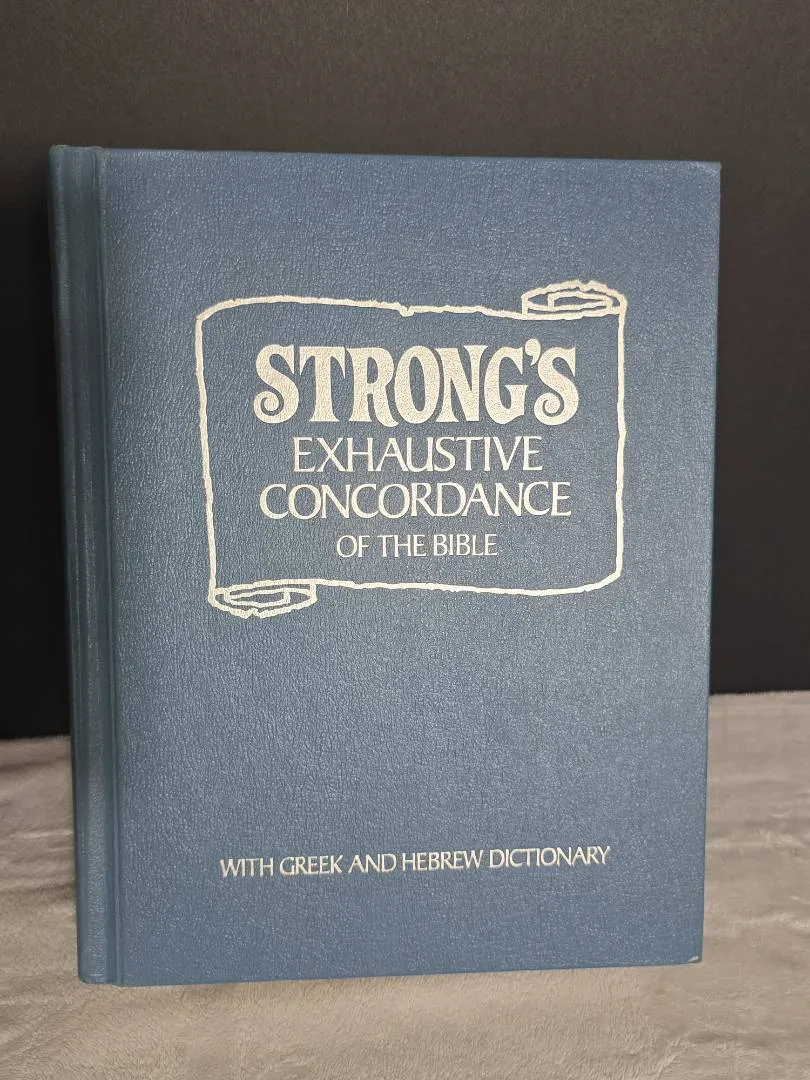 STRONG'S
EXHAUSTIVE
CONCORDANCE
OF THE BIBLE
WITH GREEK AND HEBREW DICTIONARY